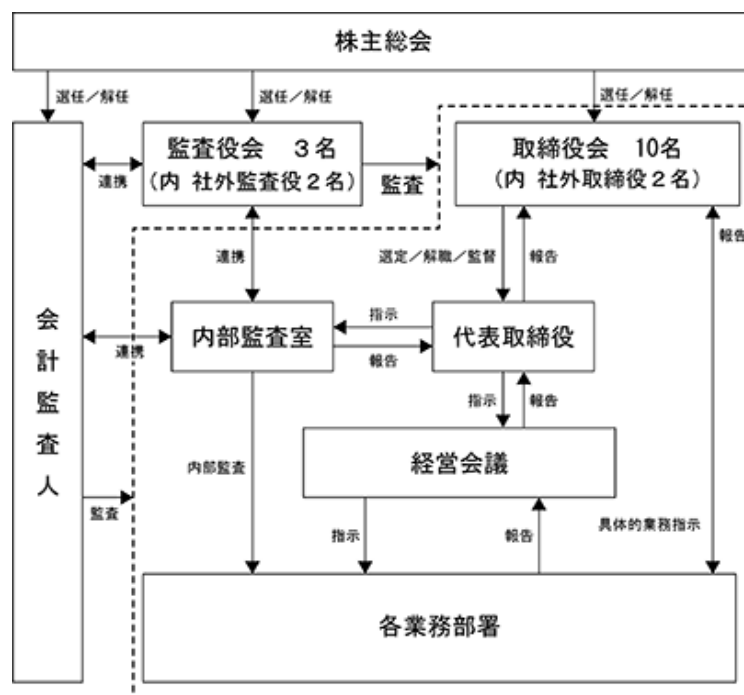 株主総会
選任／解任
選任／解任
選任／解任
監査役会　３名
（内 社外監査役２名）
取締役会　10名
（内 社外取締役２名）
連携
監査
連携
選定／解職／監督
報告
報告
会計監査人
連携
内部監査室
指示
報告
代表取締役
指示
報告
経営会議
内部監査
監査
指示
報告
具体的業務指示
各業務部署